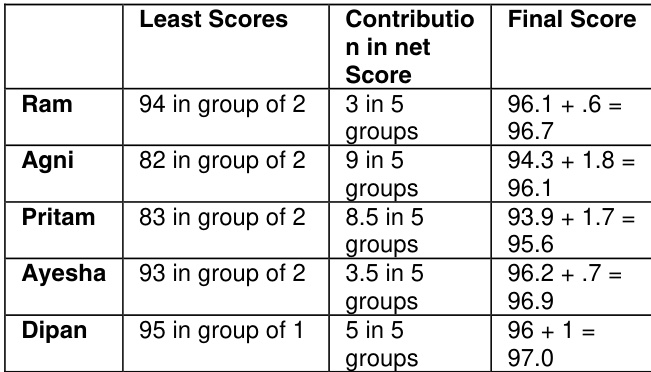 Least Scores
Contributio
n in net
Score
Final Score
Ram
94 in group of 2
3 in 5
groups
96.1 + .6 =
96.7
Agni
82 in group of 2
9 in 5
groups
94.3 + 1.8 =
96.1
Pritam
83 in group of 2
8.5 in 5
groups
93.9 + 1.7 =
95.6
Ayesha
93 in group of 2
3.5 in 5
groups
96.2 + .7 =
96.9
Dipan
95 in group of 1
5 in 5
groups
96 + 1 =
97.0